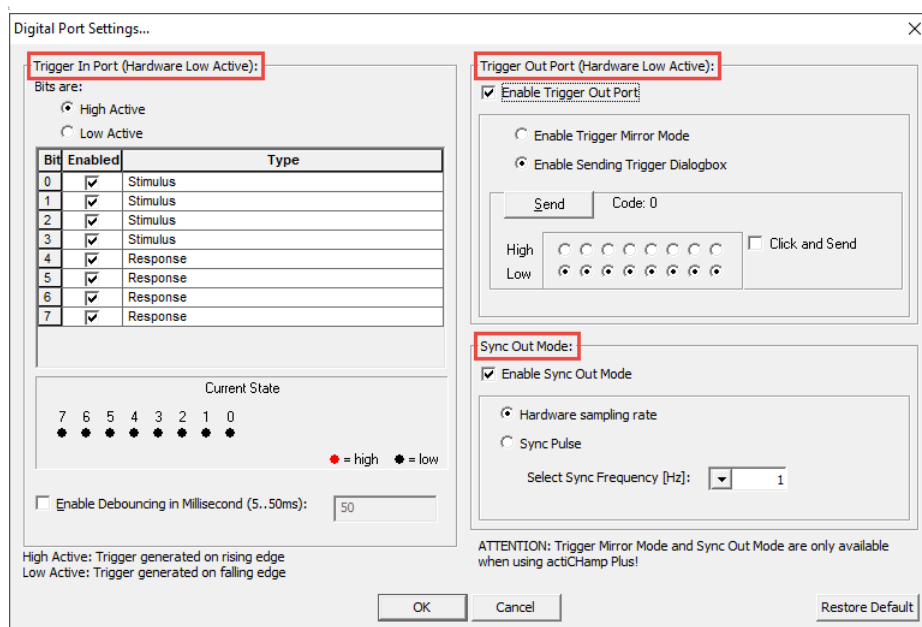 Digital Port Settings...
Trigger In Port (Hardware Low Active):
Bits are:
High Active
Low Active
Bit Enabled Type
0 Stimulus
1 Stimulus
2 Stimulus
3 Stimulus
4 Response
5 Response
6 Response
7 Response
Current State
7 6 5 4 3 2 1 0
= high = low
Enable Debouncing in Millisecond (5..50ms): 50
High Active: Trigger generated on rising edge
Low Active: Trigger generated on falling edge
Trigger Out Port (Hardware Low Active):
Enable Trigger Out Port
Enable Trigger Mirror Mode
Enable Sending Trigger Dialogbox
Send Code: 0
High
Low
Click and Send
Sync Out Mode:
Enable Sync Out Mode
Hardware sampling rate
Sync Pulse
Select Sync Frequency [Hz]: 1
ATTENTION: Trigger Mirror Mode and Sync Out Mode are only available
when using actiCHamp Plus!
OK Cancel Restore Default